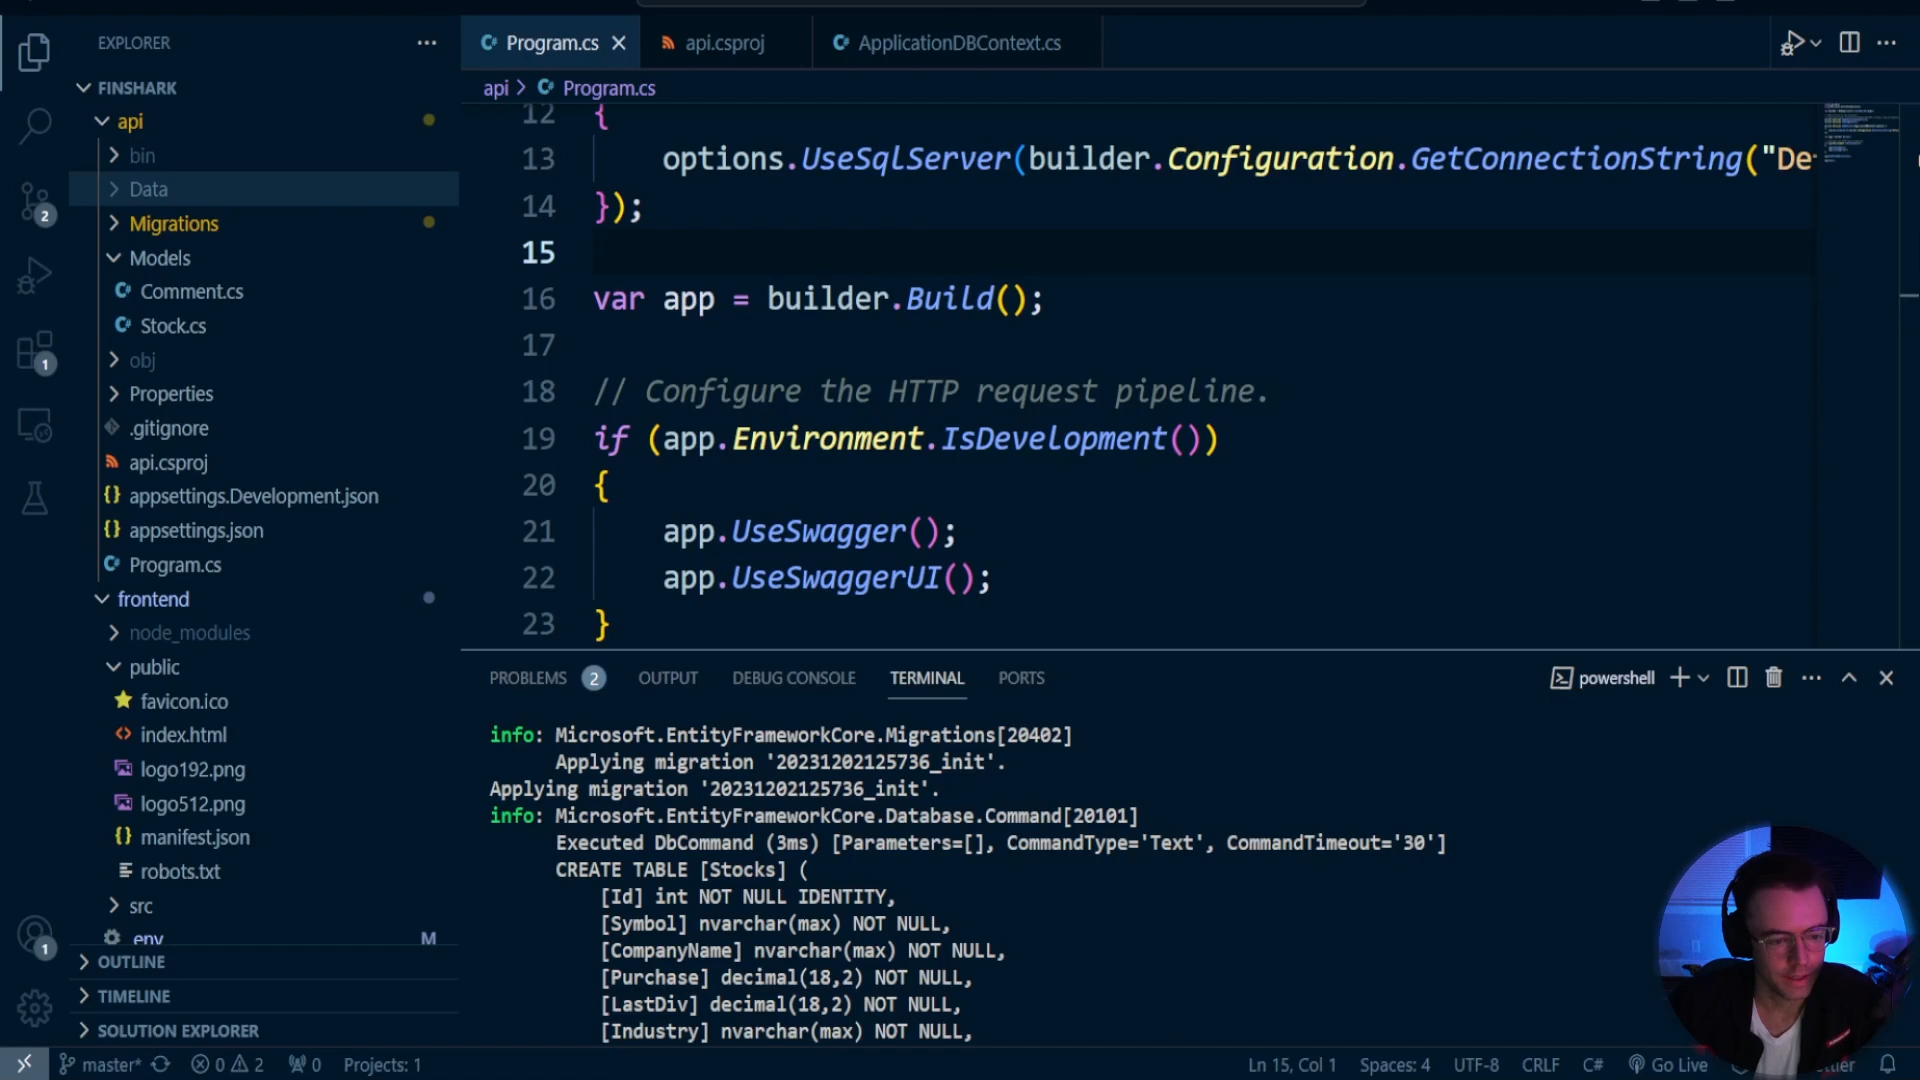 EXPLORER
FINSHARK
api
bin
Data
Migrations
Models
Comment.cs
Stock.cs
obj
Properties
.gitignore
api.csproj
appsettings.Development.json
appsettings.json
Program.cs
frontend
node_modules
public
favicon.ico
index.html
logo192.png
logo512.png
manifest.json
robots.txt
src
env M
OUTLINE
TIMELINE
SOLUTION EXPLORER
2
1
1
Program.cs
api.csproj
ApplicationDBContext.cs
api > Program.cs
12 {
13 options.UseSqlServer(builder.Configuration.GetConnectionString("De
14 });
15
16 var app = builder.Build();
17
18 // Configure the HTTP request pipeline.
19 if (app.Environment.IsDevelopment())
20 {
21 app.UseSwagger();
22 app.UseSwaggerUI();
23 }
PROBLEMS 2 OUTPUT DEBUG CONSOLE TERMINAL PORTS powershell
info: Microsoft.EntityFrameworkCore.Migrations[20402]
Applying migration '20231202125736_init'.
Applying migration '20231202125736_init'.
info: Microsoft.EntityFrameworkCore.Database.Command[20101]
Executed DbCommand (3ms) [Parameters=[], CommandType='Text', CommandTimeout='30']
CREATE TABLE [Stocks] (
[Id] int NOT NULL IDENTITY,
[Symbol] nvarchar(max) NOT NULL,
[CompanyName] nvarchar(max) NOT NULL,
[Purchase] decimal(18,2) NOT NULL,
[LastDiv] decimal(18,2) NOT NULL,
[Industry] nvarchar(max) NOT NULL,
master* 0 2 0 Projects: 1 Ln 15, Col 1 Spaces: 4 UTF-8 CRLF C# Go Live